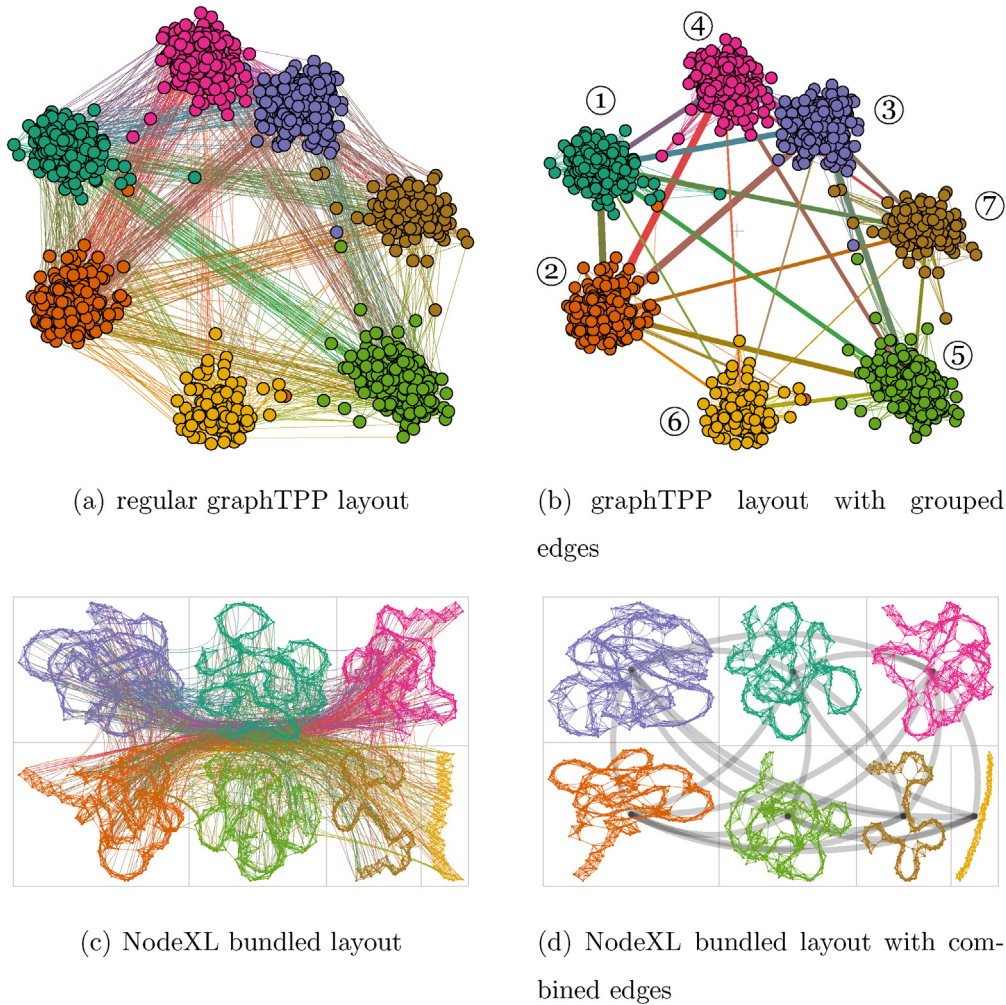 ④
①
③
⑦
②
⑤
⑥
(a) regular graphTPP layout
(b) graphTPP layout with grouped
edges
(c) NodeXL bundled layout
(d) NodeXL bundled layout with com-
bined edges